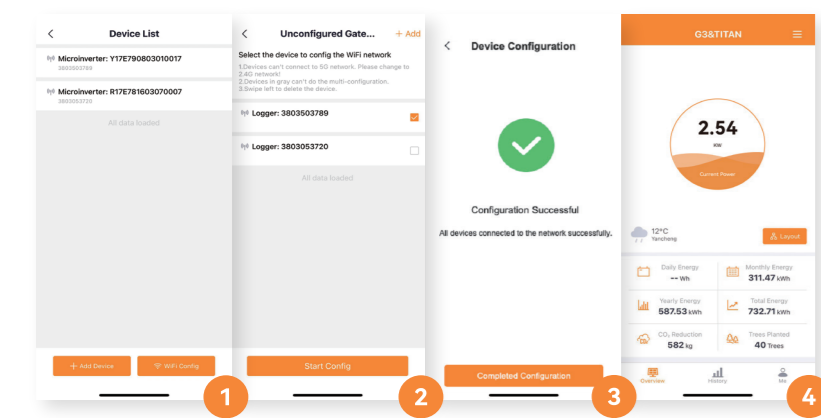 Device List
Microinverter: Y17E790803010017
3803503789
Microinverter: R17E781603070007
3803053720
All data loaded
+ Add Device
WiFi Config
1
Unconfigured Gate...
+ Add
Select the device to config the WiFi network
1.Devices can't connect to 5G network. Please change to
2.4G network!
2.Devices in gray can't do the multi-configuration.
3.Swipe left to delete the device.
Logger: 3803503789
Logger: 3803053720
All data loaded
Start Config
2
Device Configuration
Configuration Successful
All devices connected to the network successfully.
Completed Configuration
3
G3&TITAN
2.54
KW
Current Power
12°C
Yancheng
Layout
Daily Energy
-- Wh
Monthly Energy
311.47 kWh
Yearly Energy
587.53 kWh
Total Energy
732.71 kWh
CO₂ Reduction
582 kg
Trees Planted
40 Trees
Overview
History
Me
4